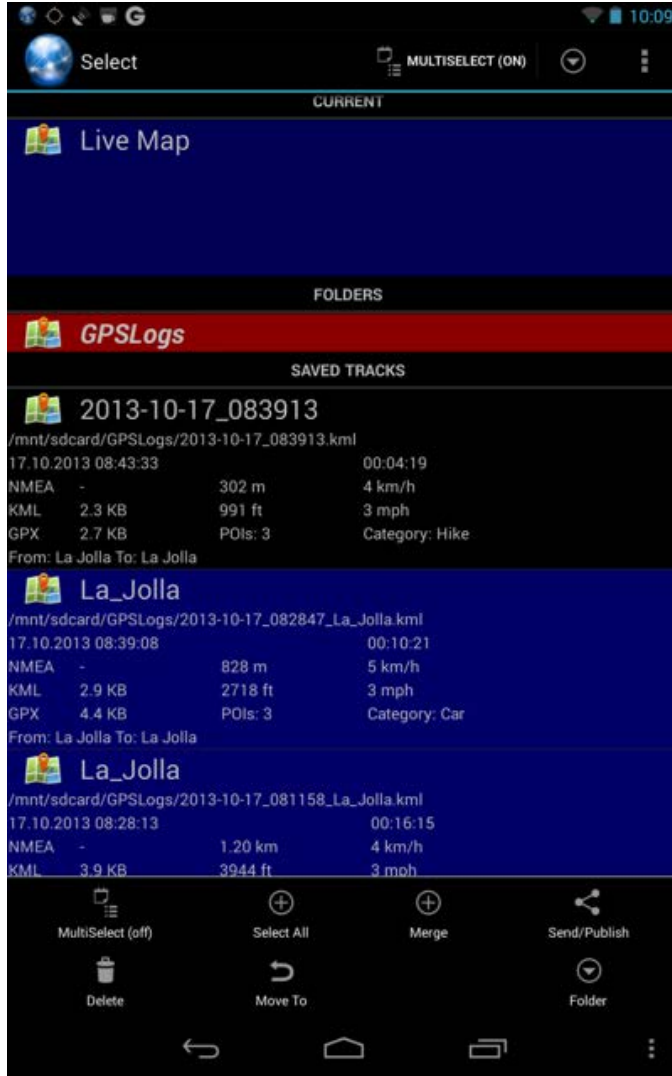 G 10:09
Select MULTISELECT (ON)
CURRENT
Live Map
FOLDERS
GPSLogs
SAVED TRACKS
2013-10-17_083913
/mnt/sdcard/GPSLogs/2013-10-17_083913.kml
17.10.2013 08:43:33 00:04:19
NMEA - 302 m 4 km/h
KML 2.3 KB 991 ft 3 mph
GPX 2.7 KB POIs: 3 Category: Hike
From: La Jolla To: La Jolla
La_Jolla
/mnt/sdcard/GPSLogs/2013-10-17_082847_La_Jolla.kml
17.10.2013 08:39:08 00:10:21
NMEA - 828 m 5 km/h
KML 2.9 KB 2718 ft 3 mph
GPX 4.4 KB POIs: 3 Category: Car
From: La Jolla To: La Jolla
La_Jolla
/mnt/sdcard/GPSLogs/2013-10-17_081158_La_Jolla.kml
17.10.2013 08:28:13 00:16:15
NMEA - 1.20 km 4 km/h
KML 3.9 KB 3944 ft 3 mph
MultiSelect (off) Select All Merge Send/Publish
Delete Move To Folder